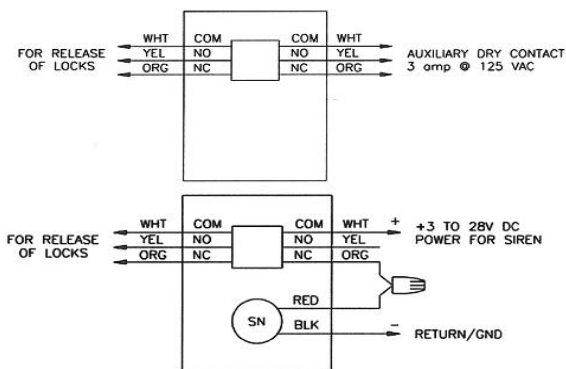 WHT COM COM WHT
FOR RELEASE YEL NO NO YEL AUXILIARY DRY CONTACT
OF LOCKS ORG NC NC ORG 3 amp @ 125 VAC
WHT COM COM WHT + +3 TO 28V DC
FOR RELEASE YEL NO NO YEL POWER FOR SIREN
OF LOCKS ORG NC NC ORG
RED
SN
BLK - RETURN/GND